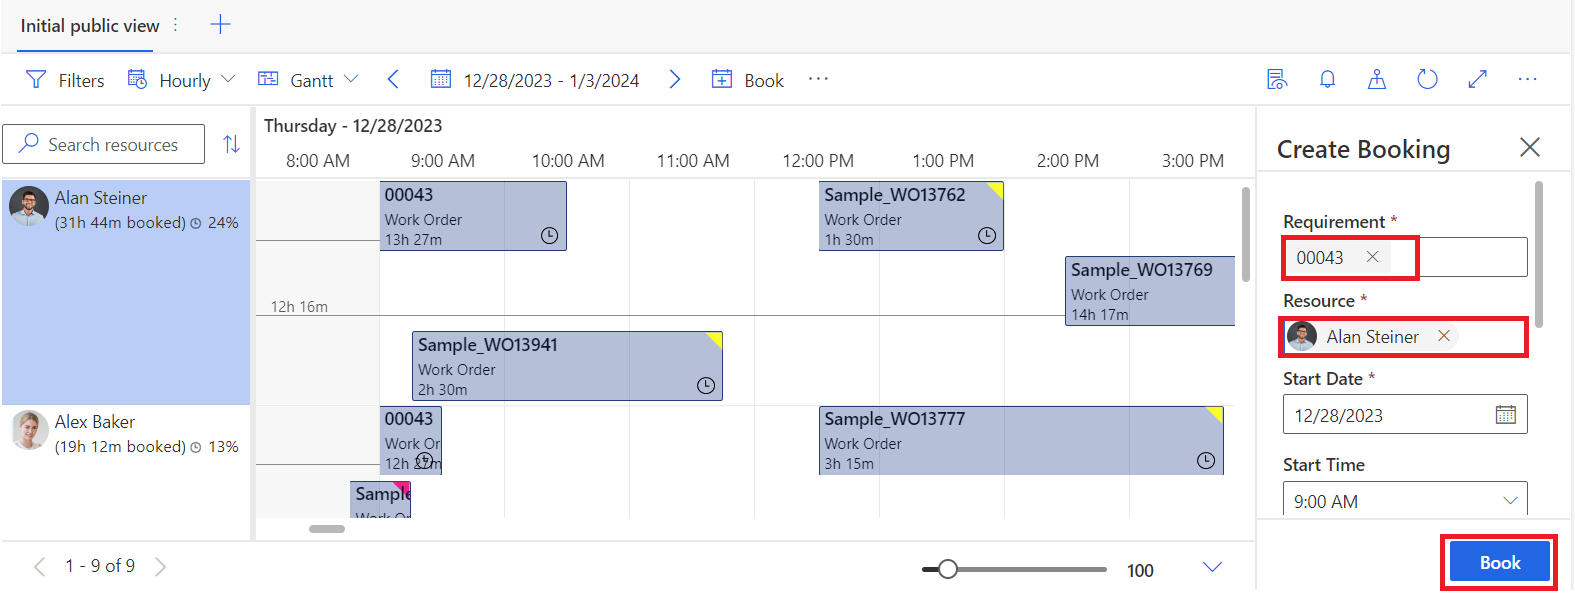 Initial public view
Filters Hourly Gantt 12/28/2023 - 1/3/2024 Book
Search resources
Thursday - 12/28/2023
8:00 AM 9:00 AM 10:00 AM 11:00 AM 12:00 PM 1:00 PM 2:00 PM 3:00 PM
Alan Steiner
(31h 44m booked) 24%
00043
Work Order
13h 27m
Sample_WO13762
Work Order
1h 30m
12h 16m
Sample_WO13769
Work Order
14h 17m
Sample_WO13941
Work Order
2h 30m
Alex Baker
(19h 12m booked) 13%
00043
Work Or
12h 27m
Sample_WO13777
Work Order
3h 15m
Sample
Work Or
1 - 9 of 9
100
Create Booking
Requirement *
00043
Resource *
Alan Steiner
Start Date *
12/28/2023
Start Time
9:00 AM
Book